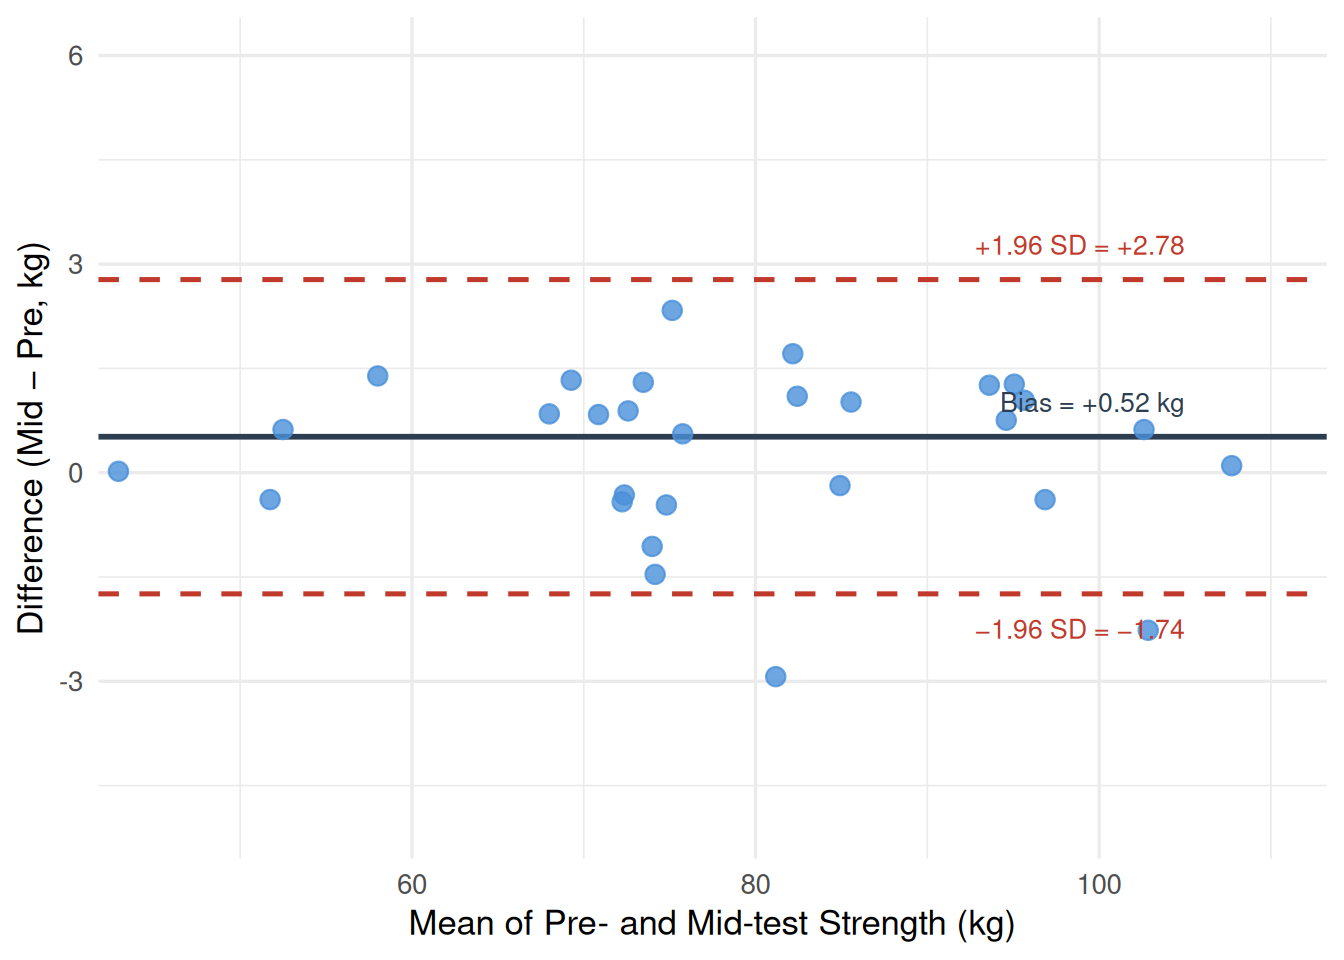 6
+1.96 SD = +2.78
3
Bias = +0.52 kg
0
−1.96 SD = −1.74
-3
Difference (Mid − Pre, kg)
60 80 100
Mean of Pre- and Mid-test Strength (kg)